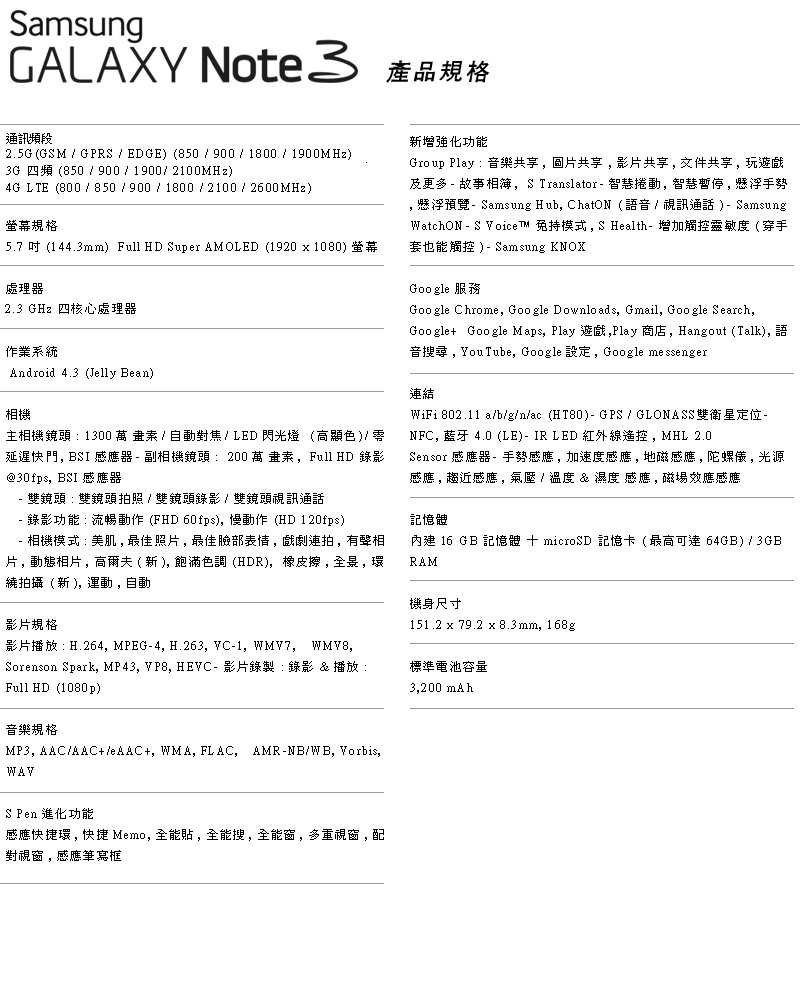 Samsung
GALAXY Note 3 產品規格
通訊頻段
2.5G(GSM / GPRS / EDGE) (850 / 900 / 1800 / 1900MHz)
3G 四頻 (850 / 900 / 1900/ 2100MHz)
4G LTE (800 / 850 / 900 / 1800 / 2100 / 2600MHz)
螢幕規格
5.7 吋 (144.3mm) Full HD Super AMOLED (1920 x 1080) 螢幕
處理器
2.3 GHz 四核心處理器
作業系統
Android 4.3 (Jelly Bean)
相機
主相機鏡頭 : 1300 萬 畫素 / 自動對焦 / LED 閃光燈 (高顯色)/ 零
延遲快門, BSI 感應器 - 副相機鏡頭 : 200 萬 畫素, Full HD 錄影
@30fps, BSI 感應器
- 雙鏡頭 : 雙鏡頭拍照 / 雙鏡頭錄影 / 雙鏡頭視訊通話
- 錄影功能 : 流暢動作 (FHD 60fps), 慢動作 (HD 120fps)
- 相機模式 : 美肌 , 最佳照片 , 最佳臉部表情 , 戲劇連拍 , 有聲相
片 , 動態相片 , 高爾夫 ( 新 ), 飽滿色調 (HDR), 橡皮擦 , 全景 , 環
繞拍攝 ( 新 ), 運動 , 自動
影片規格
影片播放 : H.264, MPEG-4, H.263, VC-1, WMV7, WMV8,
Sorenson Spark, MP43, VP8, HEVC- 影片錄製 : 錄影 & 播放 :
Full HD (1080p)
音樂規格
MP3, AAC/AAC+/eAAC+, WMA, FLAC, AMR-NB/WB, Vorbis,
WAV
S Pen 進化功能
感應快捷環 , 快捷 Memo, 全能貼 , 全能搜 , 全能窗 , 多重視窗 , 配
對視窗 , 感應筆寫框
新增強化功能
Group Play : 音樂共享 , 圖片共享 , 影片共享 , 文件共享 , 玩遊戲
及更多 - 故事相簿, S Translator - 智慧捲動 , 智慧暫停 , 懸浮手勢
, 懸浮預覽 - Samsung Hub, ChatON ( 語音 / 視訊通話 ) - Samsung
WatchON - S Voice™ 免持模式 , S Health- 增加觸控靈敏度 ( 穿手
套也能觸控 ) - Samsung KNOX
Google 服務
Google Chrome, Google Downloads, Gmail, Google Search,
Google+ Google Maps, Play 遊戲,Play 商店 , Hangout (Talk), 語
音搜尋 , YouTube, Google 設定 , Google messenger
連結
WiFi 802.11 a/b/g/n/ac (HT80)- GPS / GLONASS雙衛星定位-
NFC, 藍牙 4.0 (LE)- IR LED 紅外線遙控 , MHL 2.0
Sensor 感應器 - 手勢感應 , 加速度感應 , 地磁感應 , 陀螺儀 , 光源
感應 , 趨近感應 , 氣壓 / 溫度 & 濕度 感應 , 磁場效應感應
記憶體
內建 16 GB 記憶體 + microSD 記憶卡 ( 最高可達 64GB) / 3GB
RAM
機身尺寸
151.2 x 79.2 x 8.3mm, 168g
標準電池容量
3,200 mAh